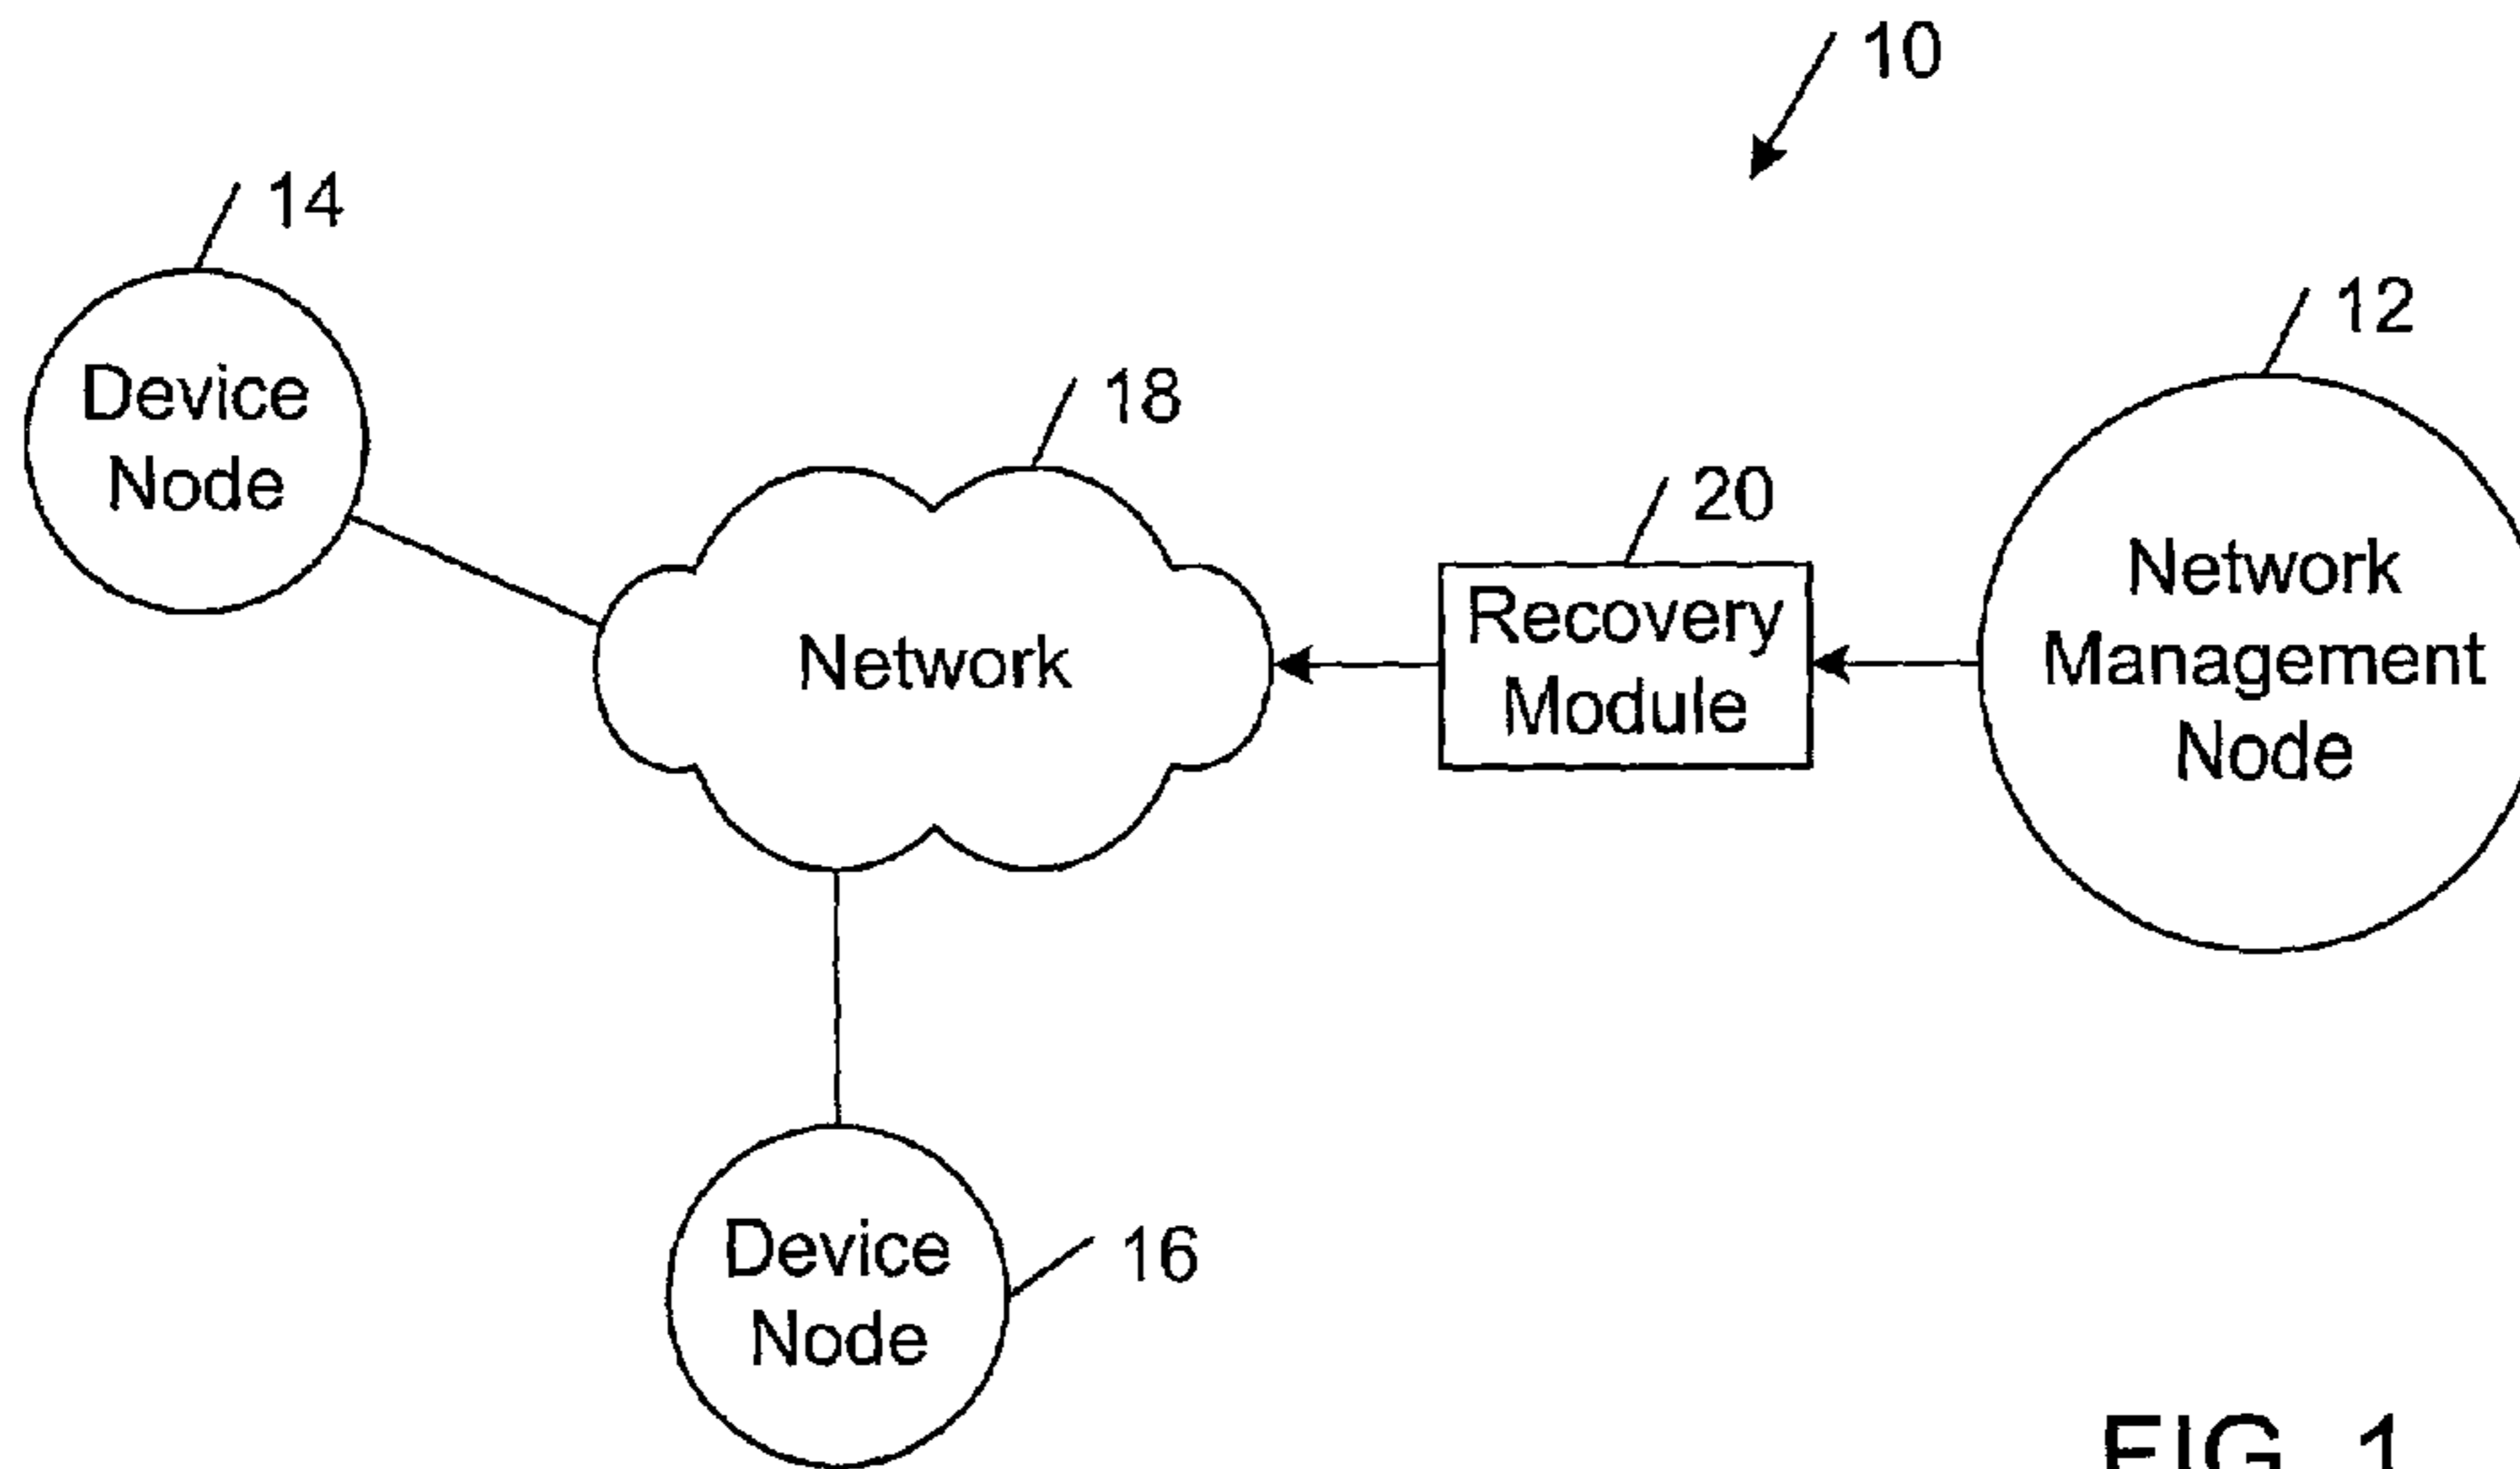 10
14
Device
Node
12
18
20
Network
Management
Node
Recovery
Module
Network
Device
Node
16
FIG. 1